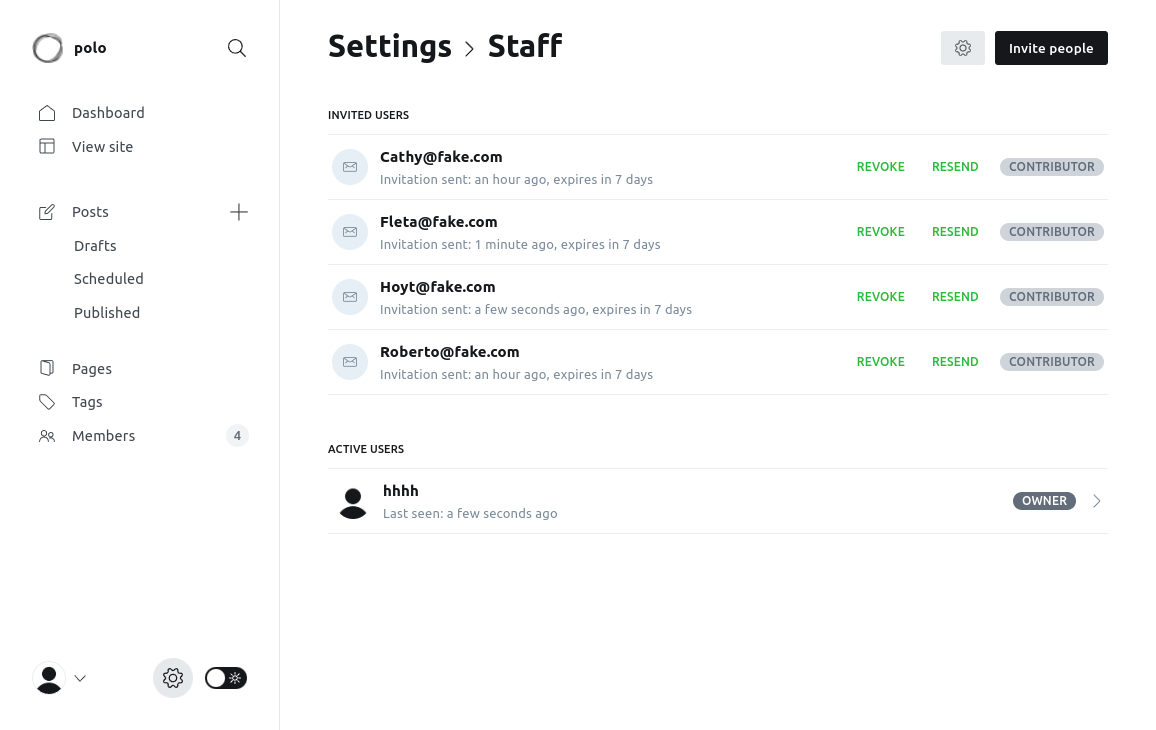 polo
Settings > Staff
Invite people
Dashboard
View site
Posts
Drafts
Scheduled
Published
Pages
Tags
Members 4
INVITED USERS
Cathy@fake.com
Invitation sent: an hour ago, expires in 7 days
REVOKE RESEND CONTRIBUTOR
Fleta@fake.com
Invitation sent: 1 minute ago, expires in 7 days
REVOKE RESEND CONTRIBUTOR
Hoyt@fake.com
Invitation sent: a few seconds ago, expires in 7 days
REVOKE RESEND CONTRIBUTOR
Roberto@fake.com
Invitation sent: an hour ago, expires in 7 days
REVOKE RESEND CONTRIBUTOR
ACTIVE USERS
hhhh
Last seen: a few seconds ago
OWNER